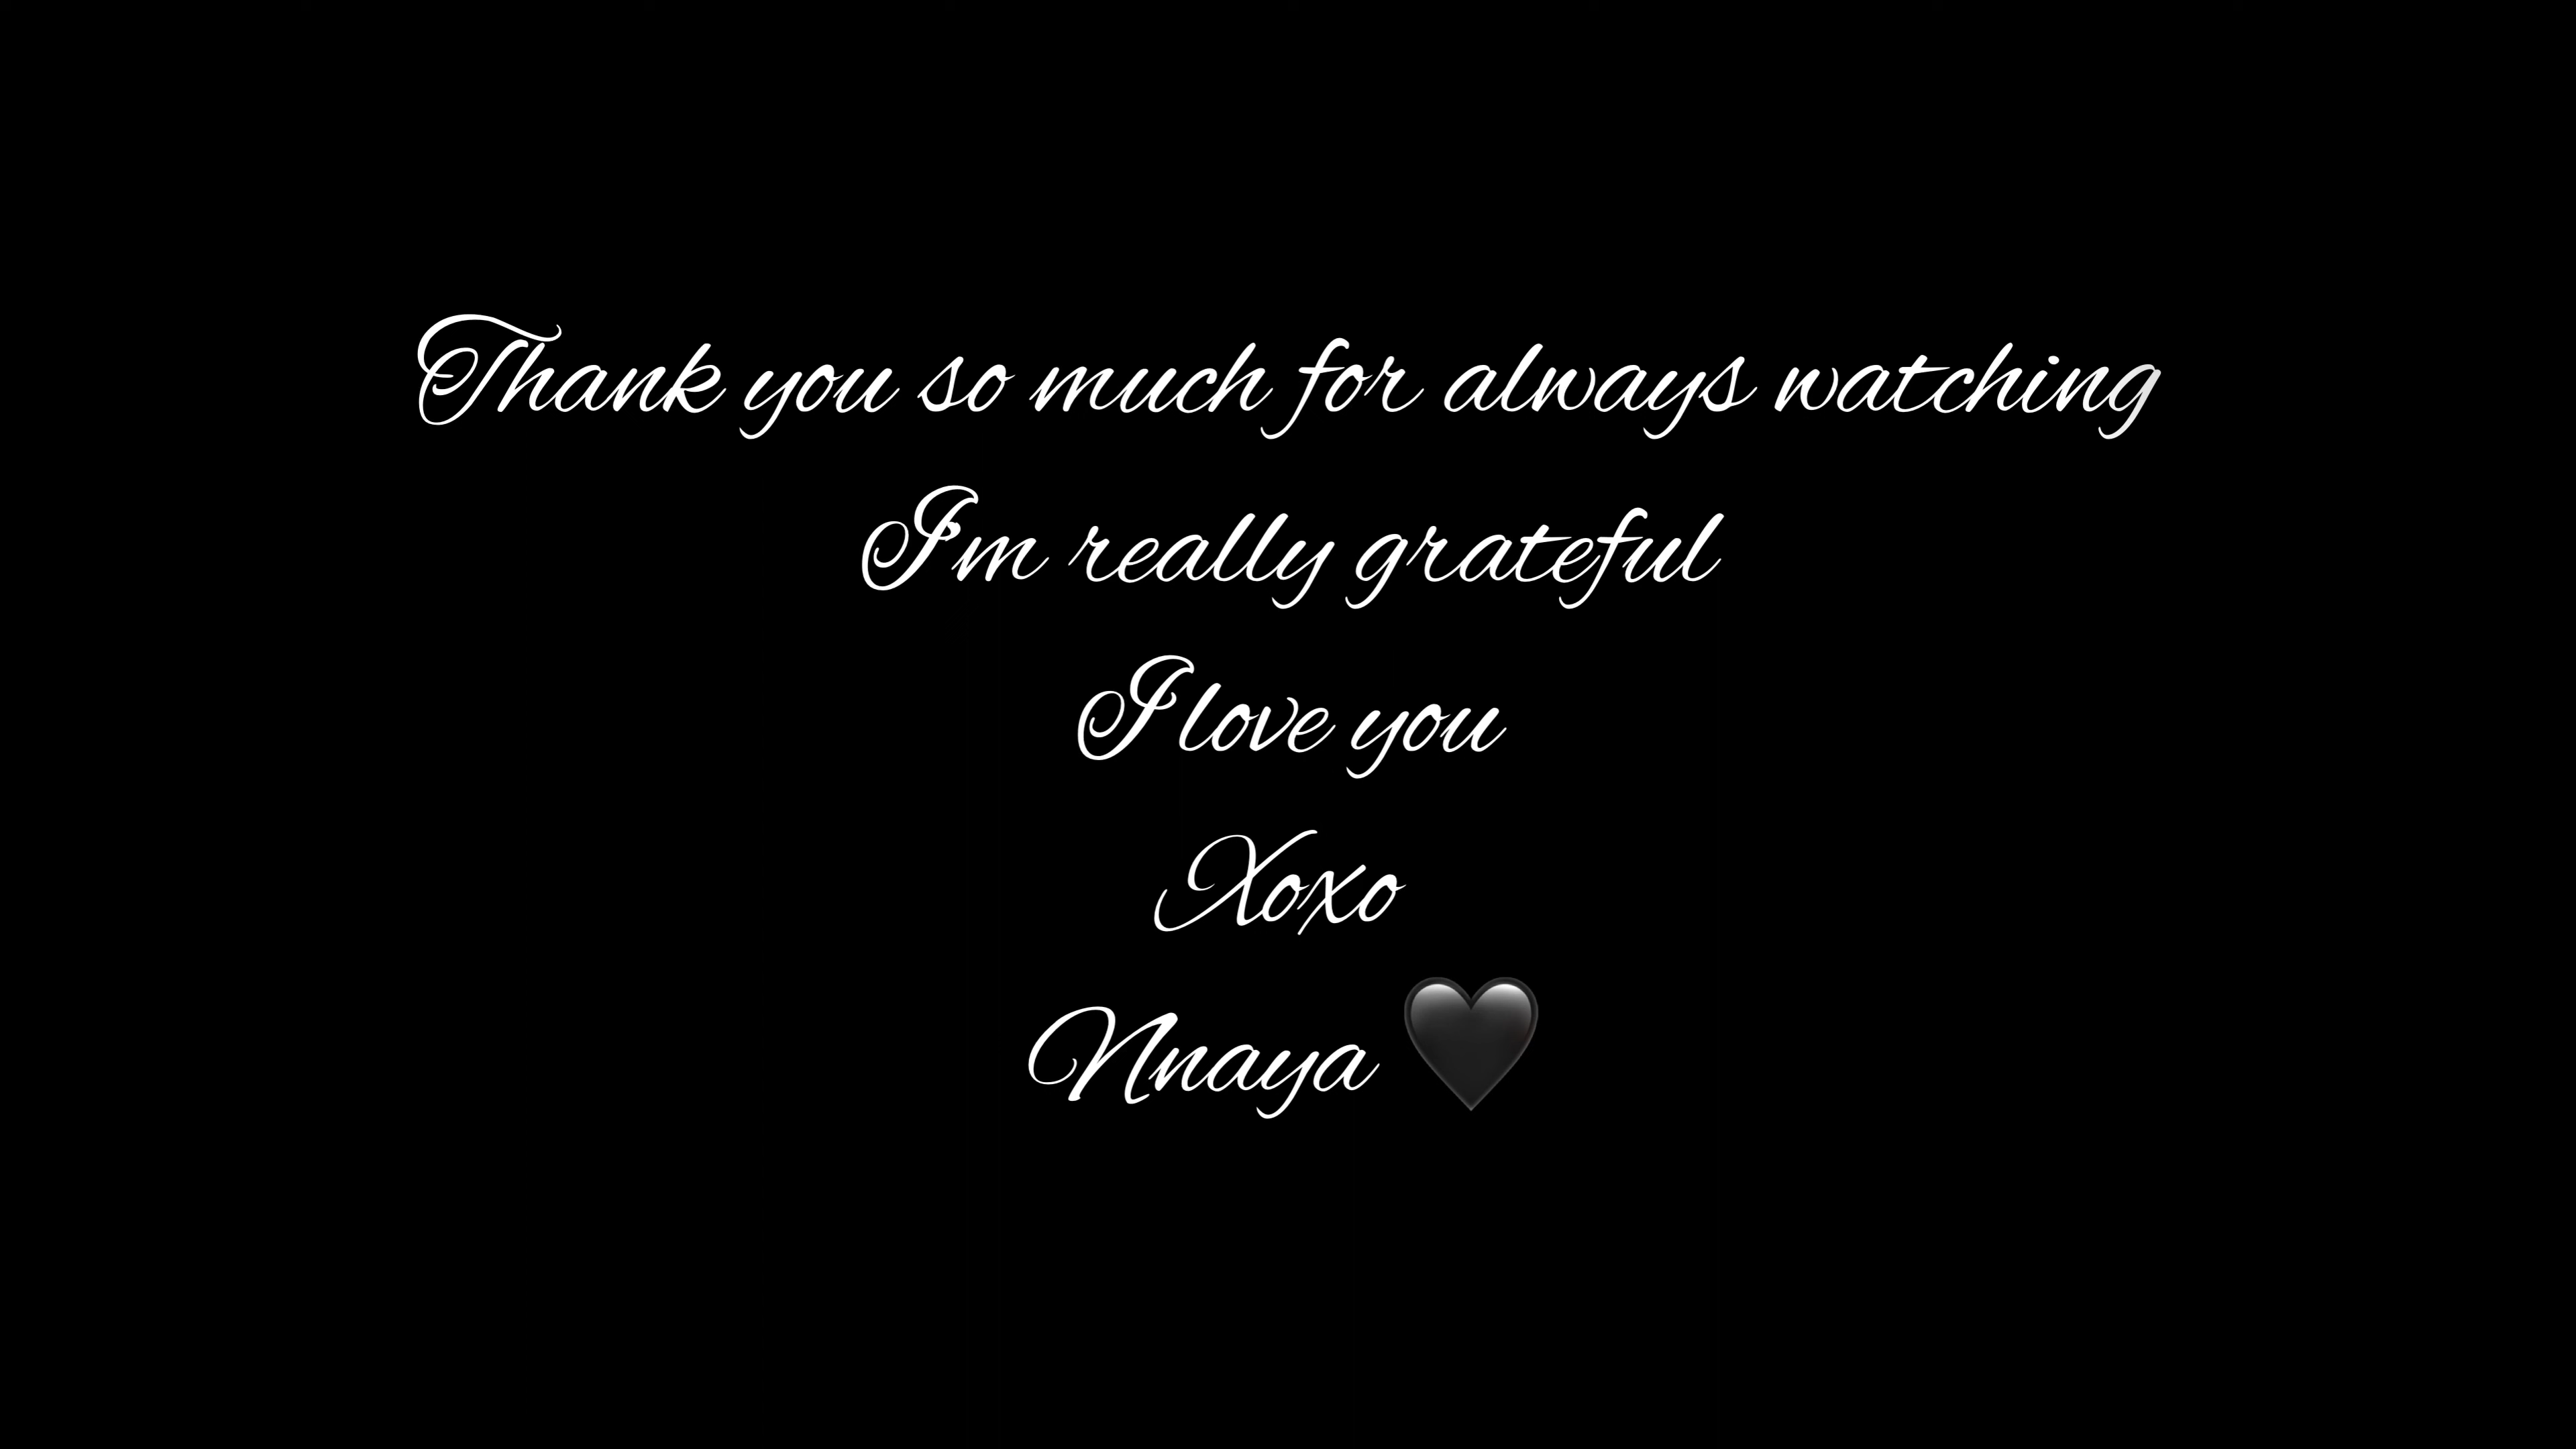 Thank you so much for always watching
I'm really grateful
I love you
Xoxo
Nnaya 🖤